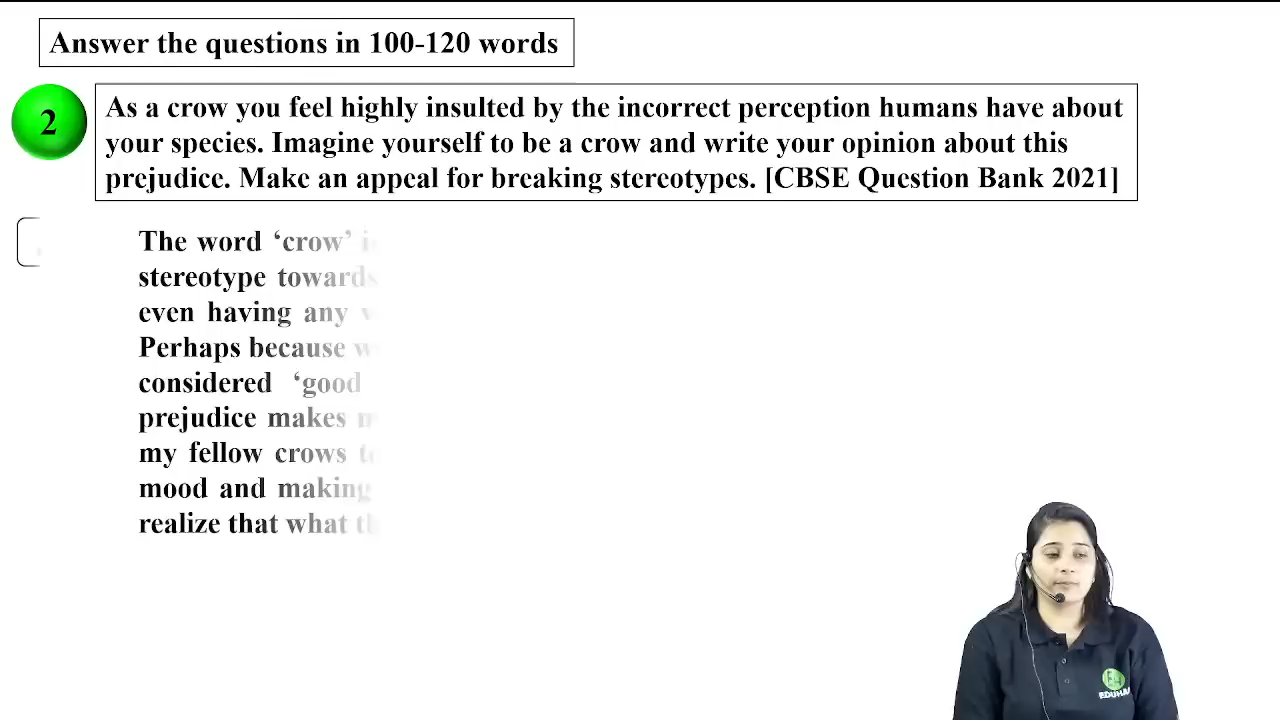 Answer the questions in 100-120 words
2
As a crow you feel highly insulted by the incorrect perception humans have about
your species. Imagine yourself to be a crow and write your opinion about this
prejudice. Make an appeal for breaking stereotypes. [CBSE Question Bank 2021]
The word ‘crow’
stereotype towards
even having any
Perhaps because
considered ‘good
prejudice makes
my fellow crows
mood and making
realize that what